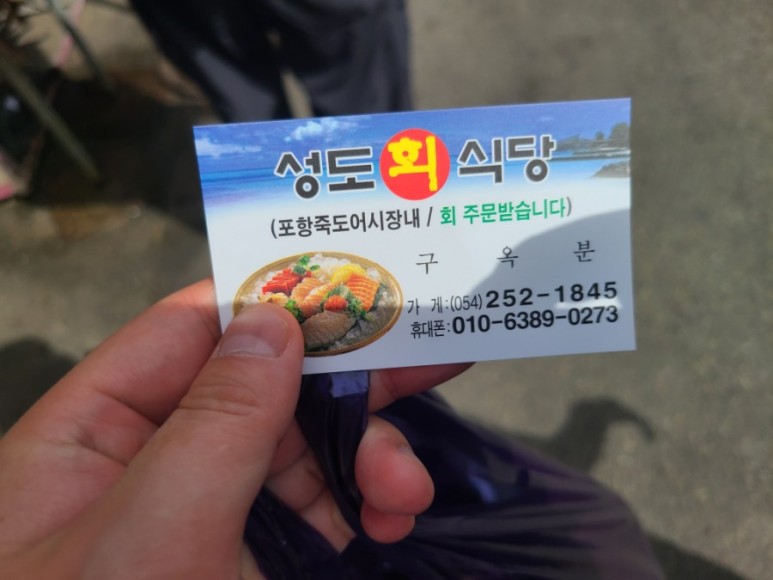 성도회식당
(포항죽도어시장내 / 회 주문받습니다)
구 옥 분
가 게:(054)252-1845
휴대폰:010-6389-0273